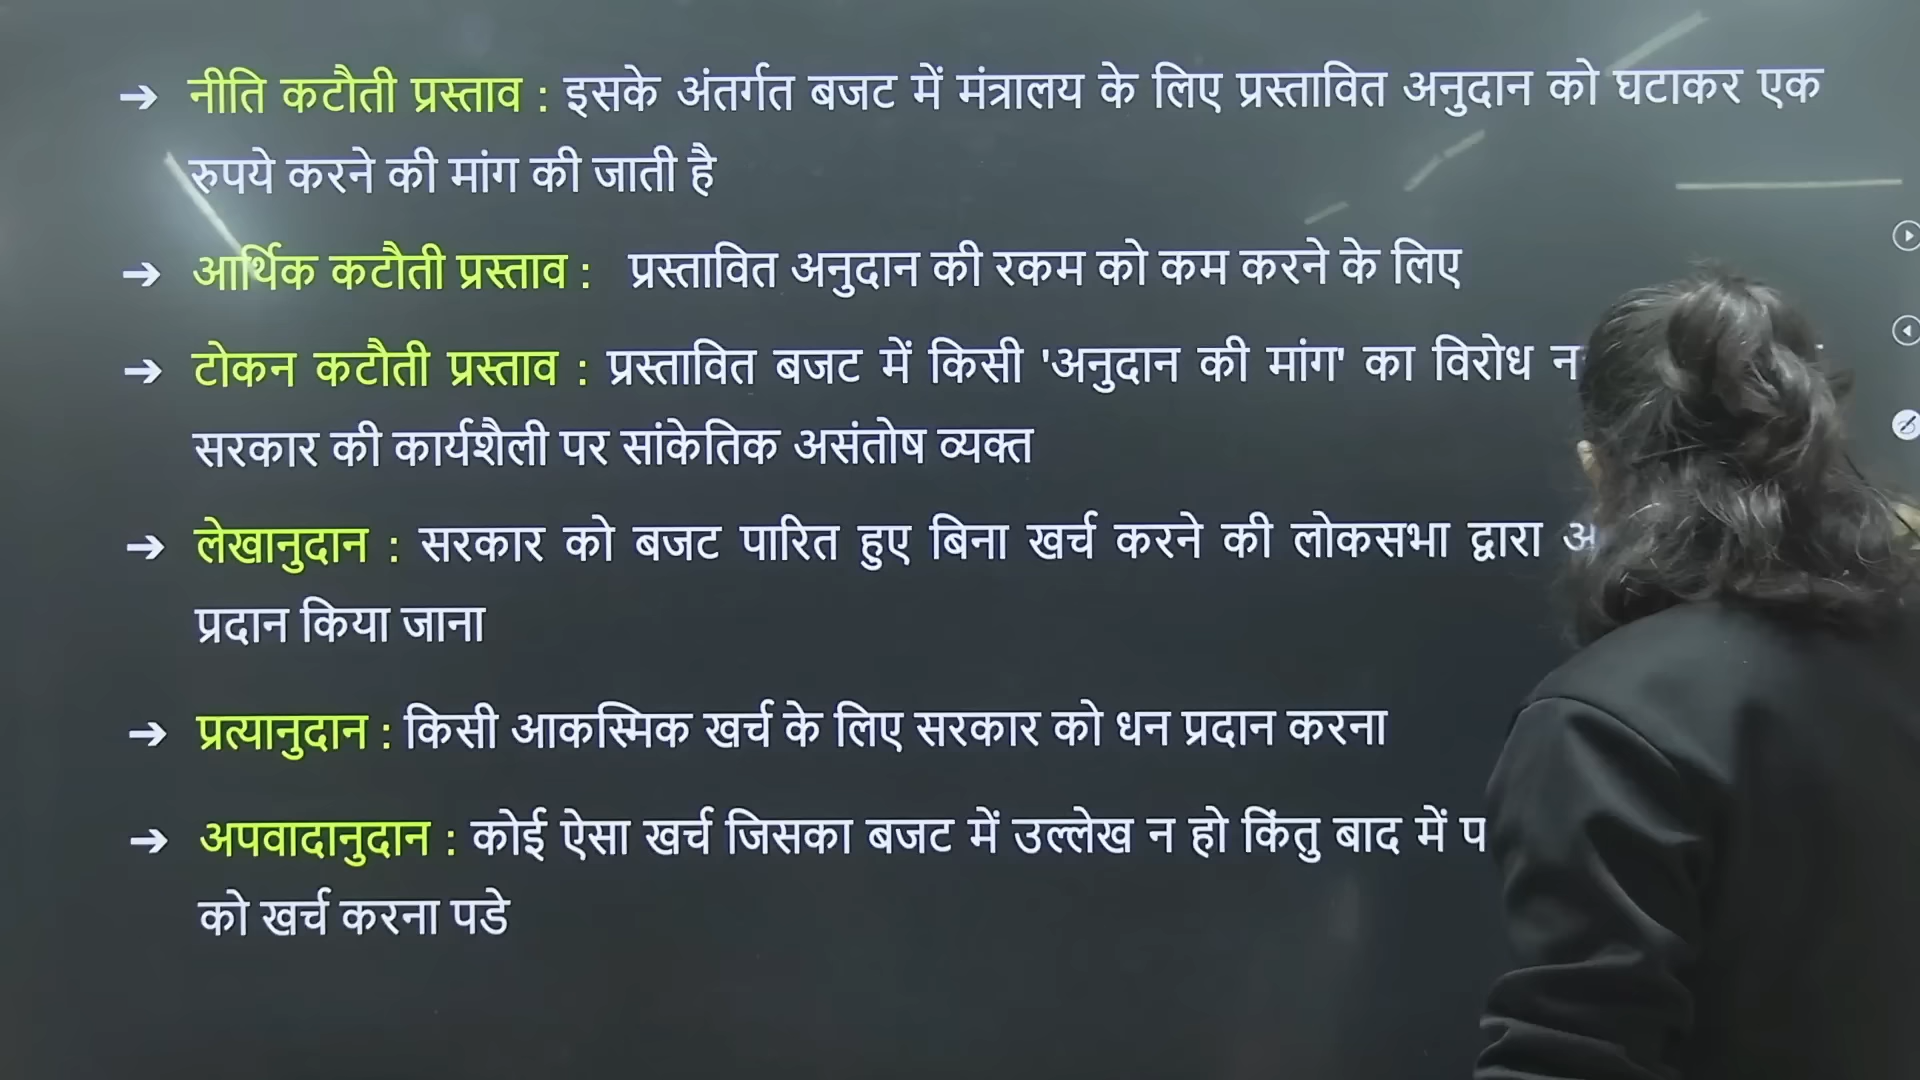 ➔ नीति कटौती प्रस्ताव : इसके अंतर्गत बजट में मंत्रालय के लिए प्रस्तावित अनुदान को घटाकर एक
रुपये करने की मांग की जाती है
➔ आर्थिक कटौती प्रस्ताव : प्रस्तावित अनुदान की रकम को कम करने के लिए
➔ टोकन कटौती प्रस्ताव : प्रस्तावित बजट में किसी 'अनुदान की मांग' का विरोध
सरकार की कार्यशैली पर सांकेतिक असंतोष व्यक्त
➔ लेखानुदान : सरकार को बजट पारित हुए बिना खर्च करने की लोकसभा द्वारा
प्रदान किया जाना
➔ प्रत्यानुदान : किसी आकस्मिक खर्च के लिए सरकार को धन प्रदान करना
➔ अपवादानुदान : कोई ऐसा खर्च जिसका बजट में उल्लेख न हो किंतु बाद में
को खर्च करना पडे